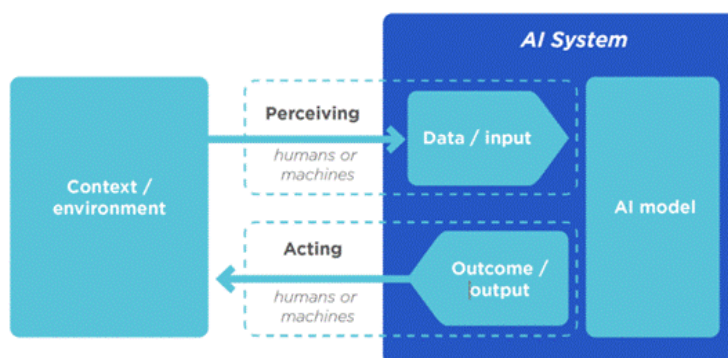 AI System
Perceiving
humans or
machines
Data / input
Context /
environment
AI model
Acting
humans or
machines
Outcome /
output